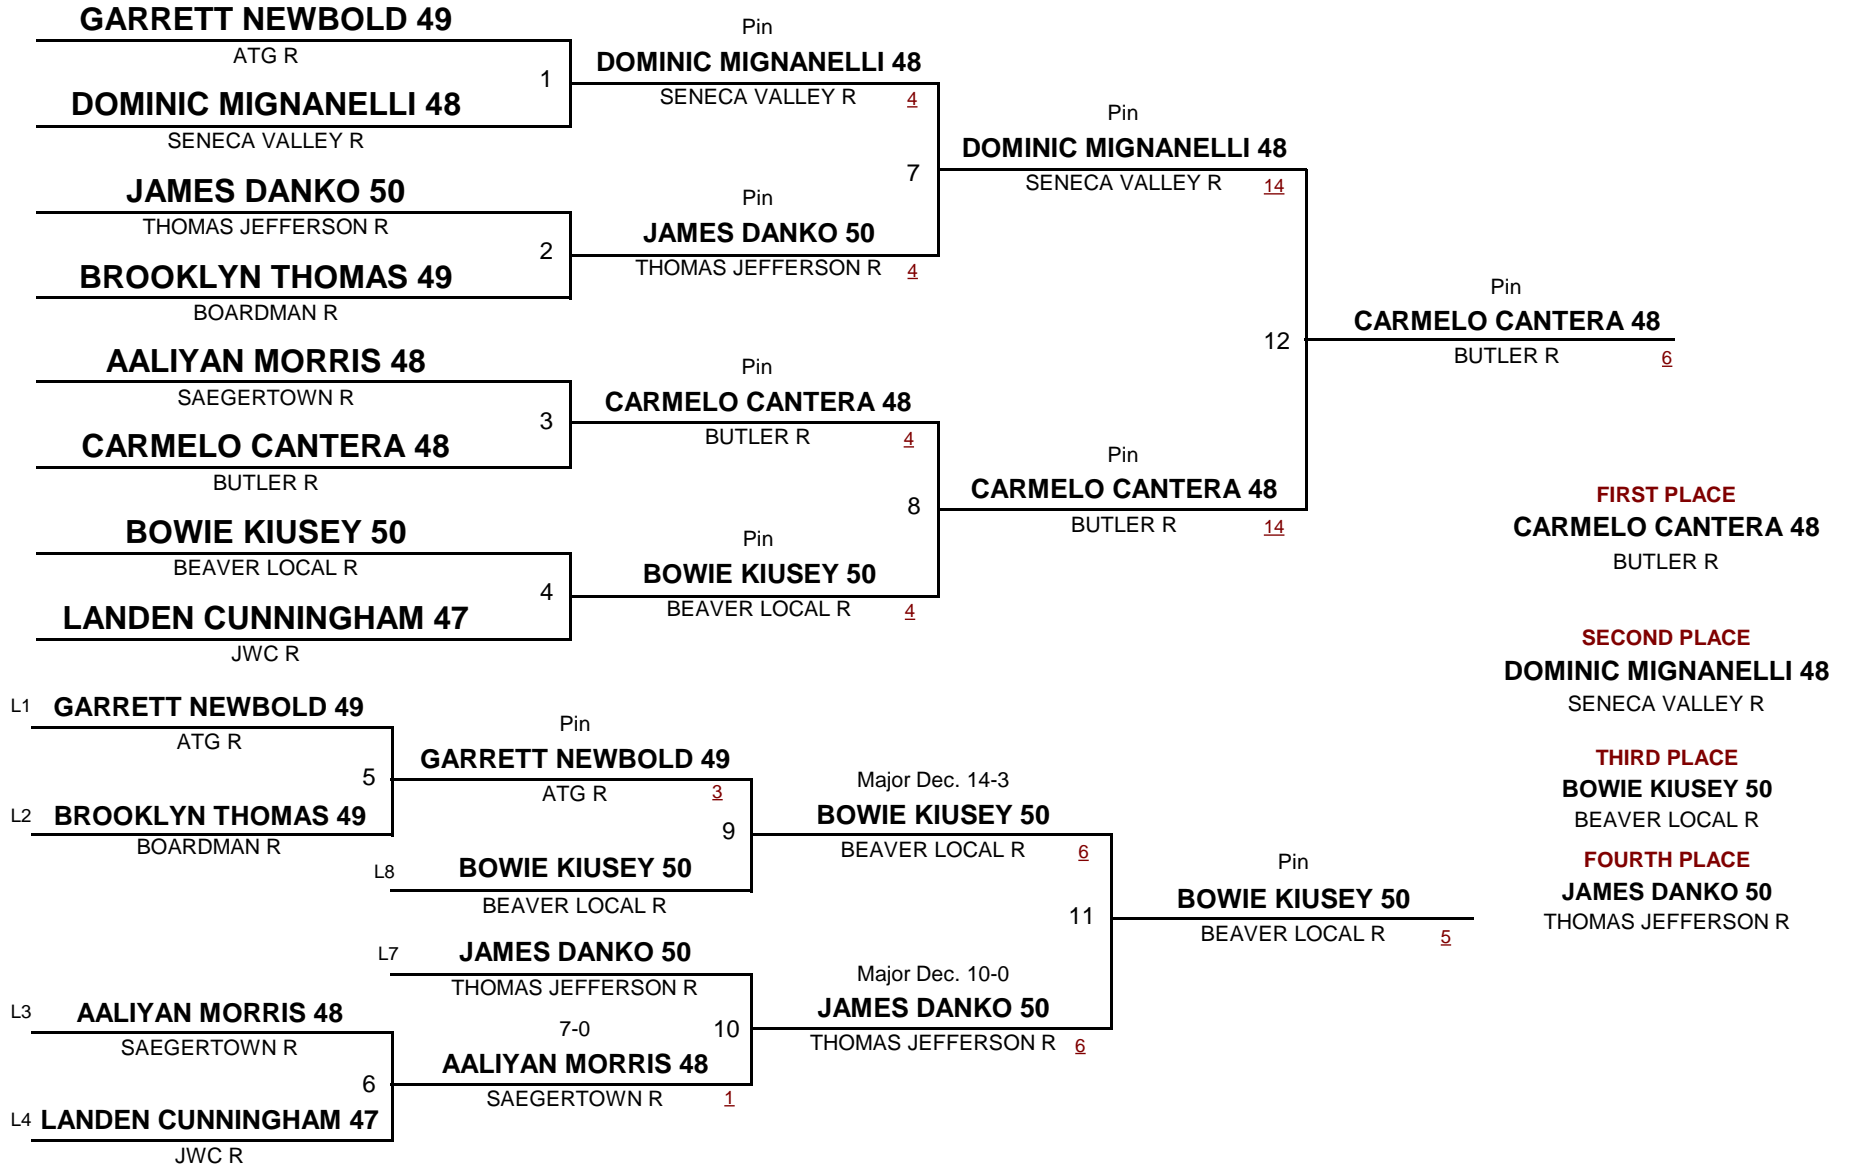 GARRETT NEWBOLD 49
ATG R
1
DOMINIC MIGNANELLI 48
SENECA VALLEY R
JAMES DANKO 50
THOMAS JEFFERSON R
2
BROOKLYN THOMAS 49
BOARDMAN R
AALIYAN MORRIS 48
SAEGERTOWN R
3
CARMELO CANTERA 48
BUTLER R
BOWIE KIUSEY 50
BEAVER LOCAL R
4
LANDEN CUNNINGHAM 47
JWC R
Pin
DOMINIC MIGNANELLI 48
SENECA VALLEY R 4
7
Pin
JAMES DANKO 50
THOMAS JEFFERSON R 4
Pin
CARMELO CANTERA 48
BUTLER R 4
8
Pin
BOWIE KIUSEY 50
BEAVER LOCAL R 4
Pin
DOMINIC MIGNANELLI 48
SENECA VALLEY R 14
12
Pin
CARMELO CANTERA 48
BUTLER R 14
Pin
CARMELO CANTERA 48
BUTLER R 6
L1 GARRETT NEWBOLD 49
ATG R
5
L2 BROOKLYN THOMAS 49
BOARDMAN R
L3 AALIYAN MORRIS 48
SAEGERTOWN R
6
L4 LANDEN CUNNINGHAM 47
JWC R
Pin
GARRETT NEWBOLD 49
ATG R 3
9
L8 BOWIE KIUSEY 50
BEAVER LOCAL R
L7 JAMES DANKO 50
THOMAS JEFFERSON R
7-0 10
AALIYAN MORRIS 48
SAEGERTOWN R 1
Major Dec. 14-3
BOWIE KIUSEY 50
BEAVER LOCAL R 6
11
Major Dec. 10-0
JAMES DANKO 50
THOMAS JEFFERSON R 6
Pin
BOWIE KIUSEY 50
BEAVER LOCAL R 5
FIRST PLACE
CARMELO CANTERA 48
BUTLER R
SECOND PLACE
DOMINIC MIGNANELLI 48
SENECA VALLEY R
THIRD PLACE
BOWIE KIUSEY 50
BEAVER LOCAL R
FOURTH PLACE
JAMES DANKO 50
THOMAS JEFFERSON R